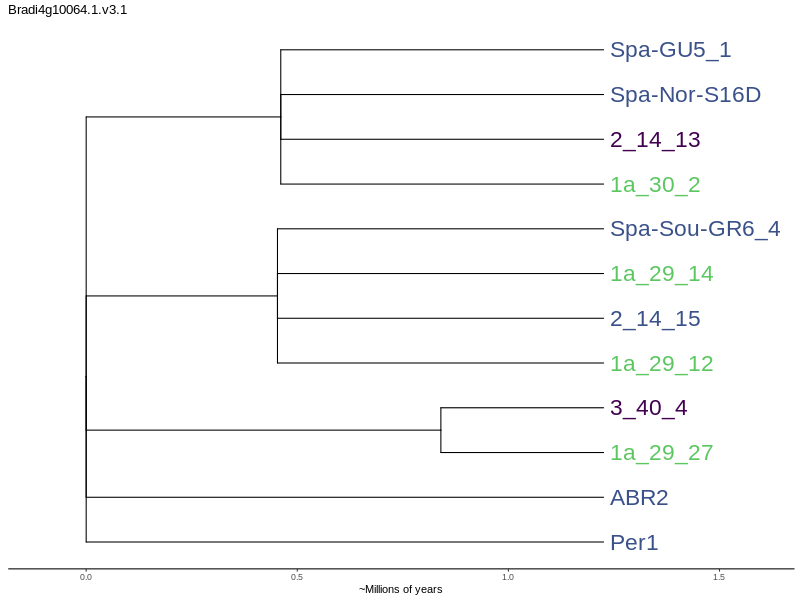 Bradi4g10064.1.v3.1
Spa-GU5_1
Spa-Nor-S16D
2_14_13
1a_30_2
Spa-Sou-GR6_4
1a_29_14
2_14_15
1a_29_12
3_40_4
1a_29_27
ABR2
Per1
0.0 0.5 1.0 1.5
~Millions of years